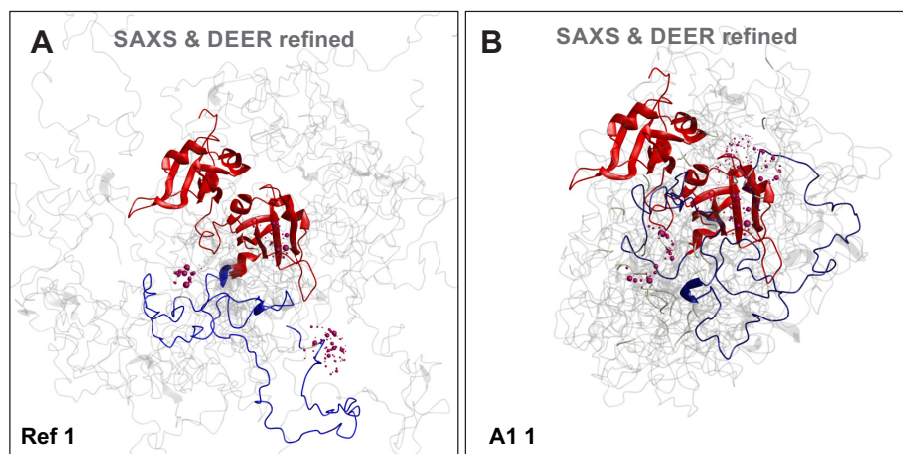 A
SAXS & DEER refined
Ref 1
B
SAXS & DEER refined
A1 1